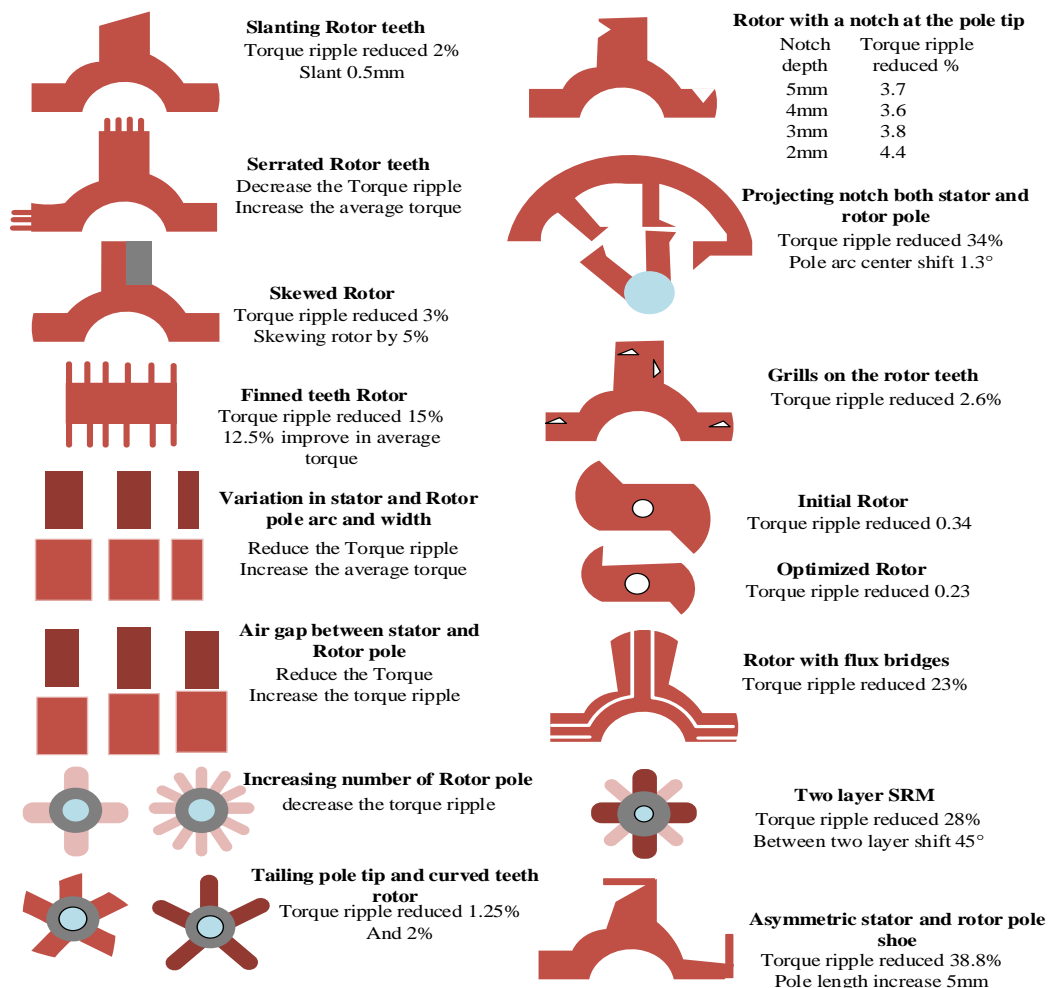 Slanting Rotor teeth
Torque ripple reduced 2%
Slant 0.5mm
Serrated Rotor teeth
Decrease the Torque ripple
Increase the average torque
Skewed Rotor
Torque ripple reduced 3%
Skewing rotor by 5%
Finned teeth Rotor
Torque ripple reduced 15%
12.5% improve in average
torque
Variation in stator and Rotor
pole arc and width
Reduce the Torque ripple
Increase the average torque
Air gap between stator and
Rotor pole
Reduce the Torque
Increase the torque ripple
Increasing number of Rotor pole
decrease the torque ripple
Tailing pole tip and curved teeth
rotor
Torque ripple reduced 1.25%
And 2%
Rotor with a notch at the pole tip
Notch Torque ripple
depth reduced %
5mm 3.7
4mm 3.6
3mm 3.8
2mm 4.4
Projecting notch both stator and
rotor pole
Torque ripple reduced 34%
Pole arc center shift 1.3°
Grills on the rotor teeth
Torque ripple reduced 2.6%
Initial Rotor
Torque ripple reduced 0.34
Optimized Rotor
Torque ripple reduced 0.23
Rotor with flux bridges
Torque ripple reduced 23%
Two layer SRM
Torque ripple reduced 28%
Between two layer shift 45°
Asymmetric stator and rotor pole
shoe
Torque ripple reduced 38.8%
Pole length increase 5mm